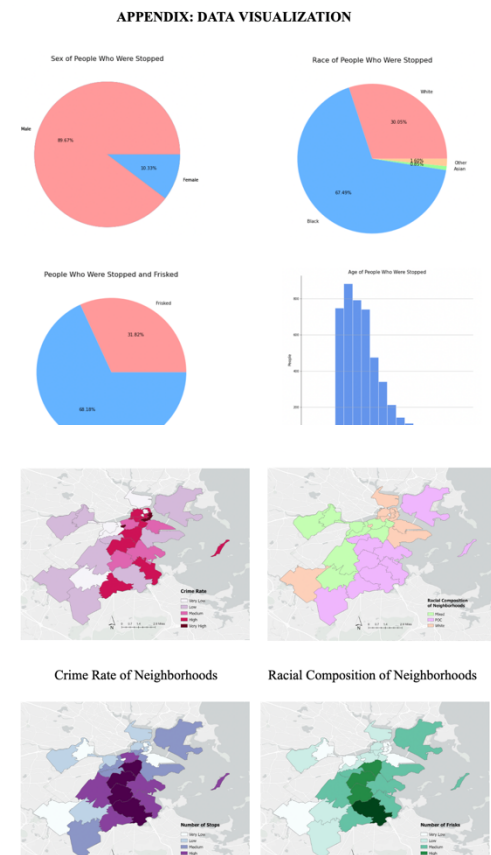 APPENDIX: DATA VISUALIZATION
Sex of People Who Were Stopped
Race of People Who Were Stopped
Male
Female
White
30.05%
Other
Asian
67.49%
Black
People Who Were Stopped and Frisked
Age of People Who Were Stopped
Frisked
31.82%
68.18%
People
Crime Rate
Very Low
Low
Medium
High
Very High
Racial Composition
of Neighborhoods
Mixed
POC
White
Crime Rate of Neighborhoods
Racial Composition of Neighborhoods
Number of Stops
Very Low
Low
Medium
High
Number of Frisks
Very Low
Low
Medium
High